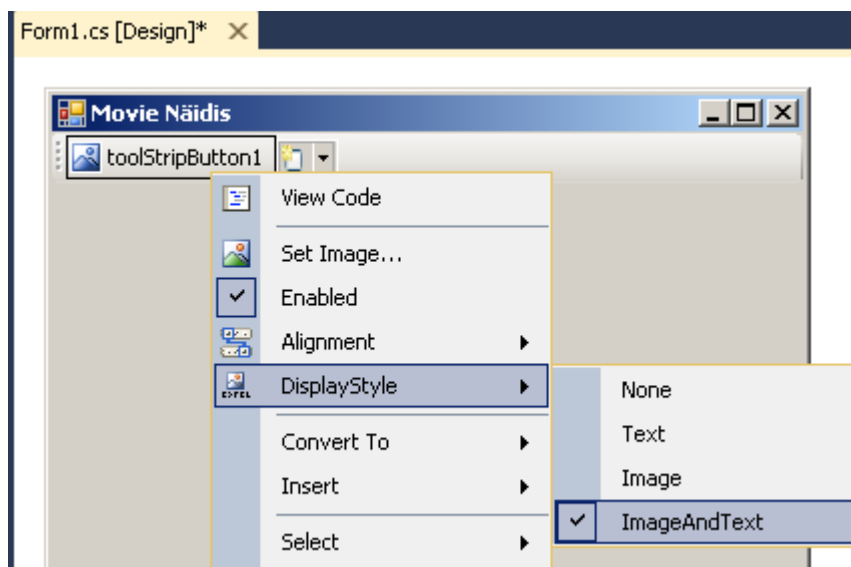 Form1.cs [Design]*
Movie Näidis
toolStripButton1
View Code
Set Image...
Enabled
Alignment
DisplayStyle
Convert To
Insert
Select
None
Text
Image
ImageAndText